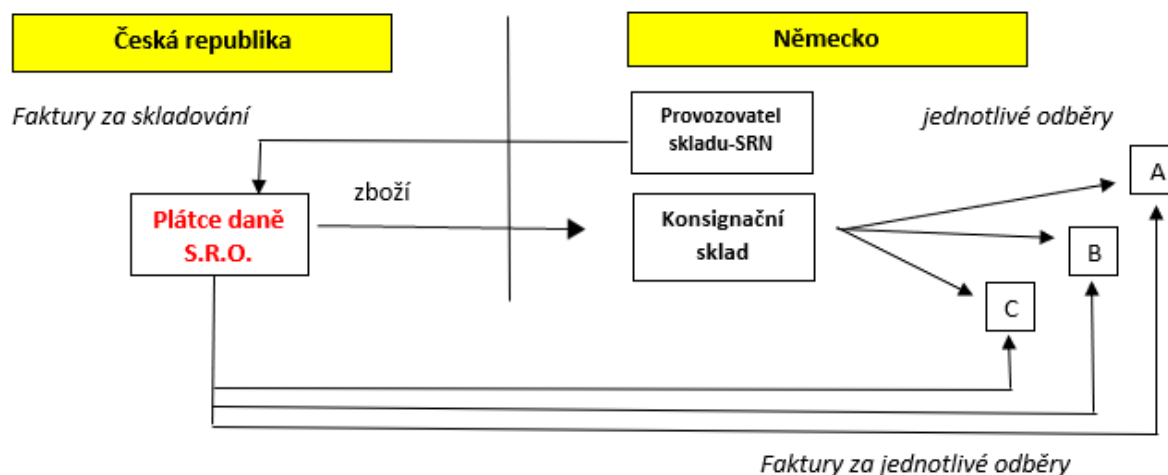 Česká republika
Německo
Faktury za skladování
Provozovatel
skladu-SRN
jednotlivé odběry
A
zboží
Plátce daně
S.R.O.
Konsignační
sklad
B
C
Faktury za jednotlivé odběry